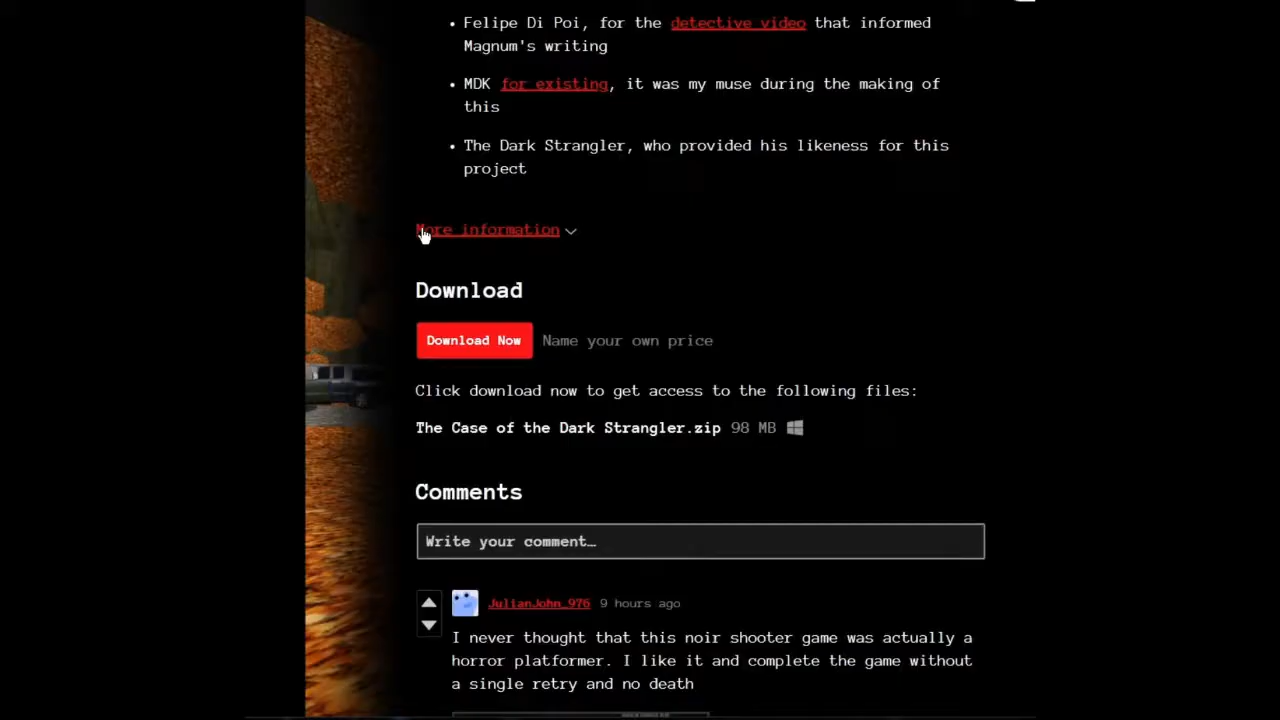 • Felipe Di Poi, for the detective video that informed
Magnum's writing
• MDK for existing, it was my muse during the making of
this
• The Dark Strangler, who provided his likeness for this
project
More information
Download
Download Now Name your own price
Click download now to get access to the following files:
The Case of the Dark Strangler.zip 98 MB
Comments
Write your comment…
JulianJohn_976 9 hours ago
I never thought that this noir shooter game was actually a
horror platformer. I like it and complete the game without
a single retry and no death